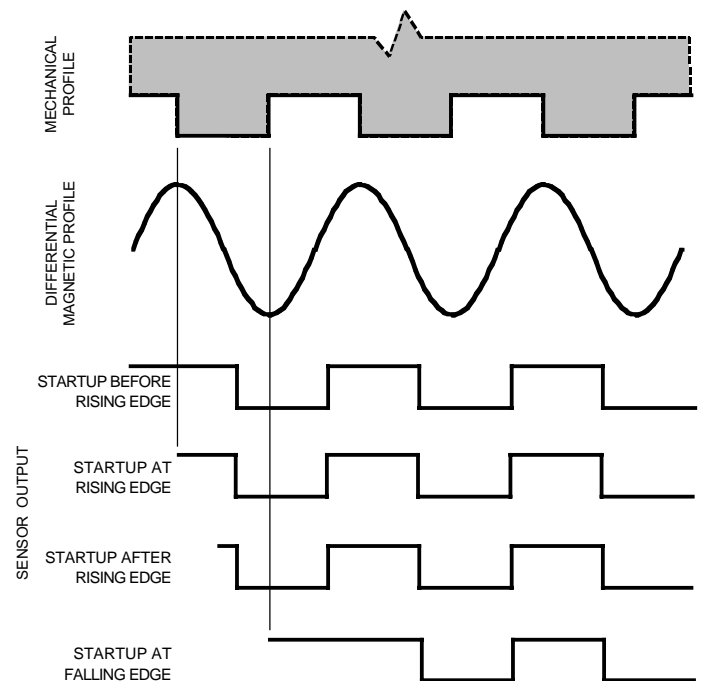 MECHANICAL
PROFILE
DIFFERENTIAL
MAGNETIC PROFILE
SENSOR OUTPUT
STARTUP BEFORE
RISING EDGE
STARTUP AT
RISING EDGE
STARTUP AFTER
RISING EDGE
STARTUP AT
FALLING EDGE